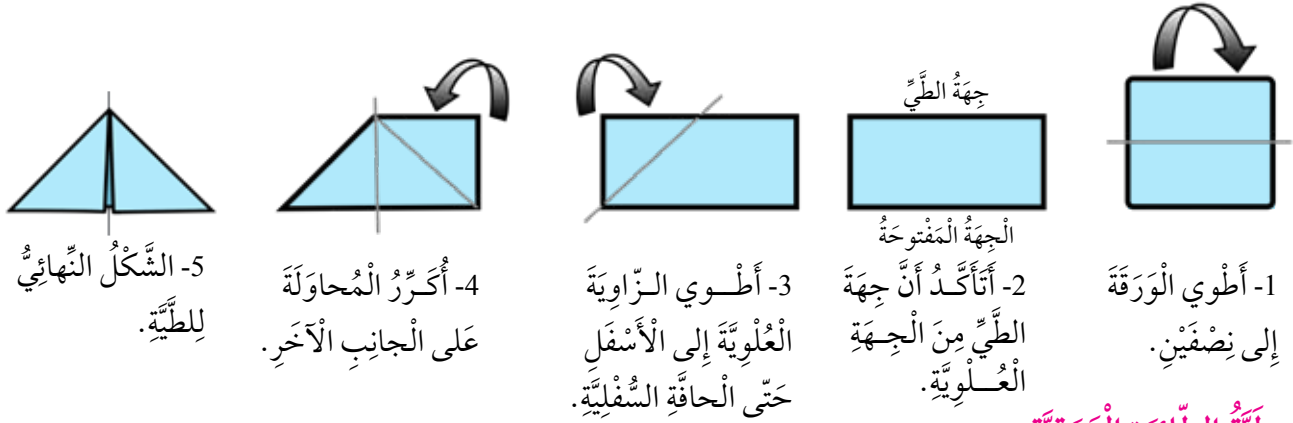 1- أَطْوي الْوَرَقَةَ
إِلى نِصْفَيْنِ.
جِهَةُ الطَّيِّ
الْجِهَةُ الْمَفْتوحَةُ
2- أَتَأَكَّدُ أَنَّ جِهَةَ
الطَّيِّ مِنَ الْجِهَةِ
الْعُلْوِيَّةِ.
3- أَطْوي الزّاوِيَةَ
الْعُلْوِيَّةَ إِلى الْأَسْفَلِ
حَتّى الْحافَّةِ السُّفْلِيَّةِ.
4- أُكَرِّرُ الْمُحاوَلَةَ
عَلى الْجانِبِ الْآخَرِ.
5- الشَّكْلُ النِّهائِيُّ
لِلطَّيَّةِ.